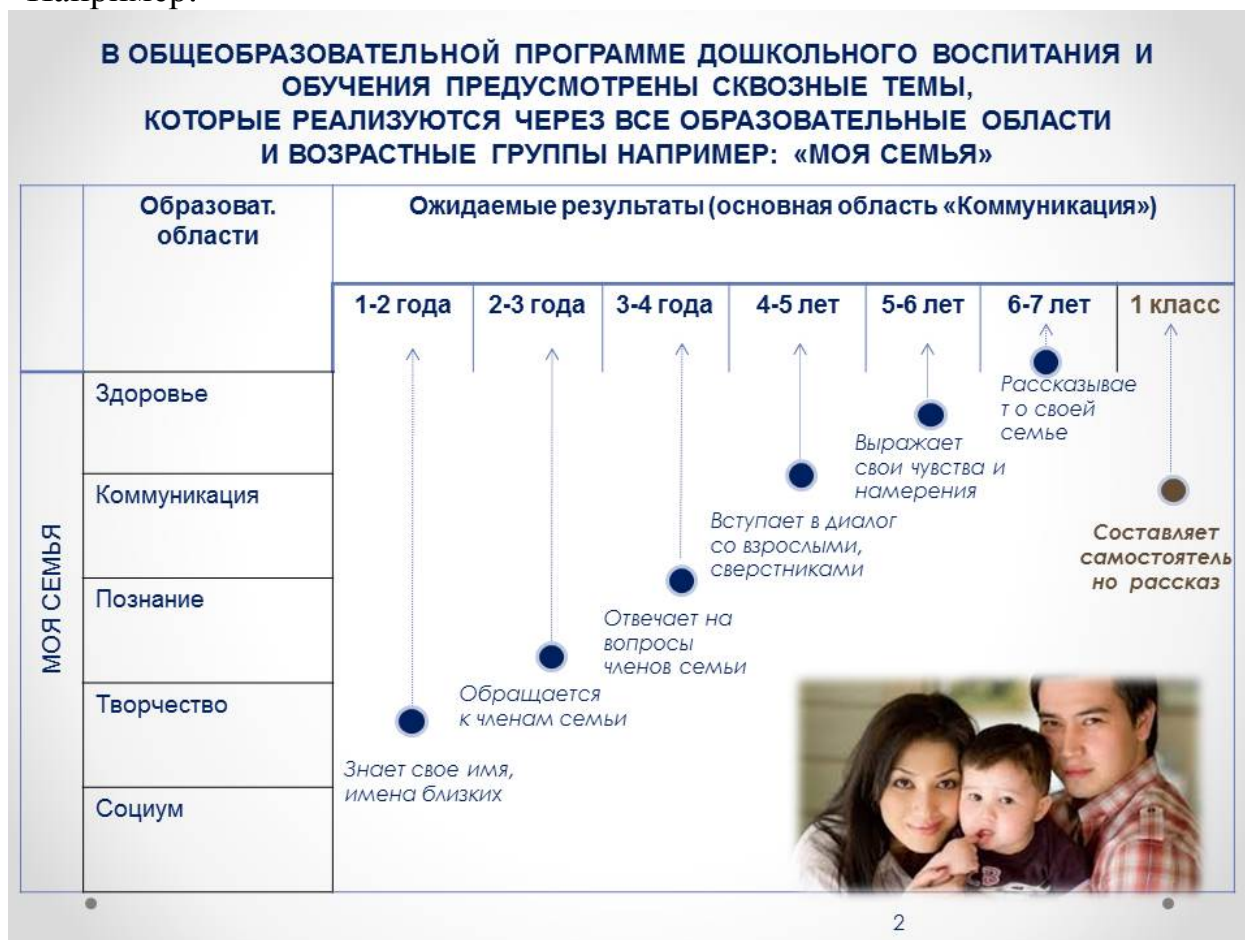 Например:
В ОБЩЕОБРАЗОВАТЕЛЬНОЙ ПРОГРАММЕ ДОШКОЛЬНОГО ВОСПИТАНИЯ И
ОБУЧЕНИЯ ПРЕДУСМОТРЕНЫ СКВОЗНЫЕ ТЕМЫ,
КОТОРЫЕ РЕАЛИЗУЮТСЯ ЧЕРЕЗ ВСЕ ОБРАЗОВАТЕЛЬНЫЕ ОБЛАСТИ
И ВОЗРАСТНЫЕ ГРУППЫ НАПРИМЕР: «МОЯ СЕМЬЯ»
Образоват.
области
Ожидаемые результаты (основная область «Коммуникация»)
1-2 года
2-3 года
3-4 года
4-5 лет
5-6 лет
6-7 лет
1 класс
МОЯ СЕМЬЯ
Здоровье
Коммуникация
Познание
Творчество
Социум
Знает свое имя,
имена близких
Обращается
к членам семьи
Отвечает на
вопросы
членов семьи
Вступает в диалог
со взрослыми,
сверстниками
Выражает
свои чувства и
намерения
Рассказывае
т о своей
семье
Составляет
самостоятель
но рассказ
2